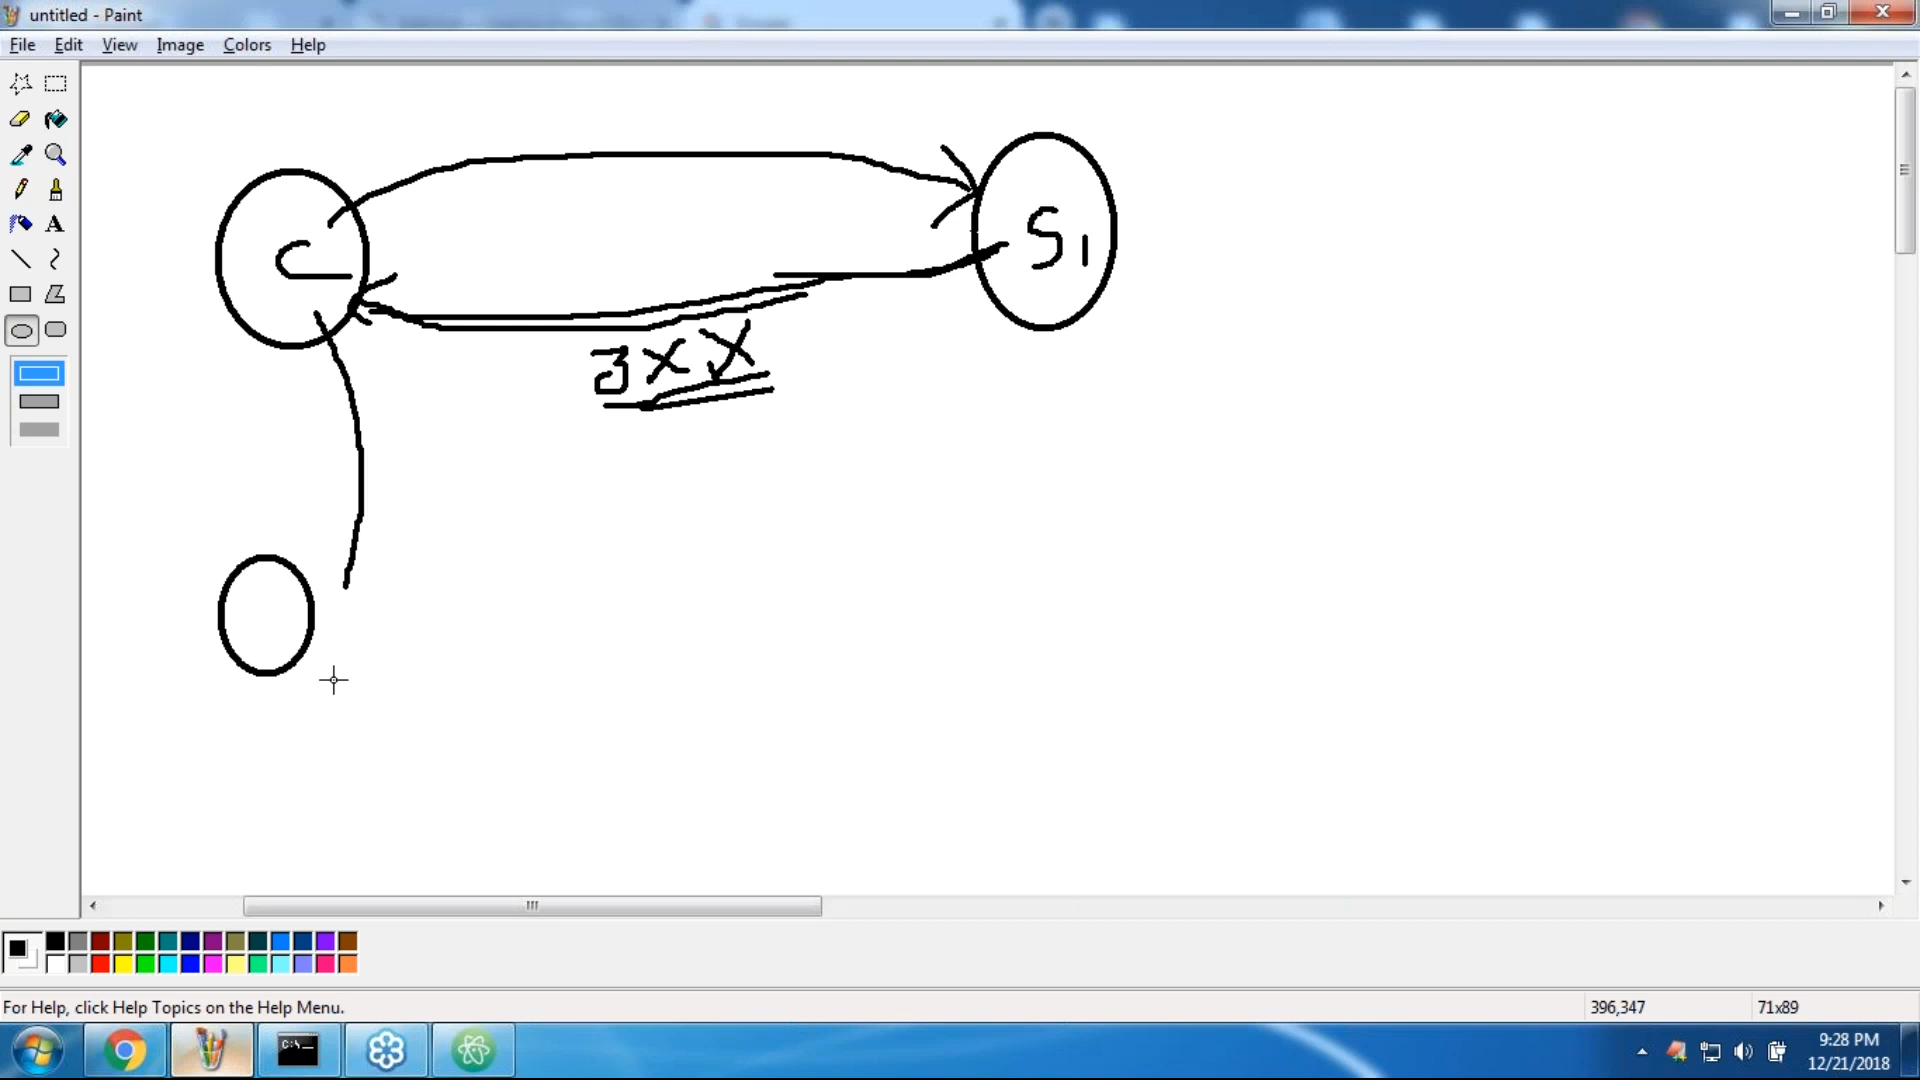 untitled - Paint
File Edit View Image Colors Help
C
S1
3XX
For Help, click Help Topics on the Help Menu.
396,347
71x89
9:28 PM
12/21/2018